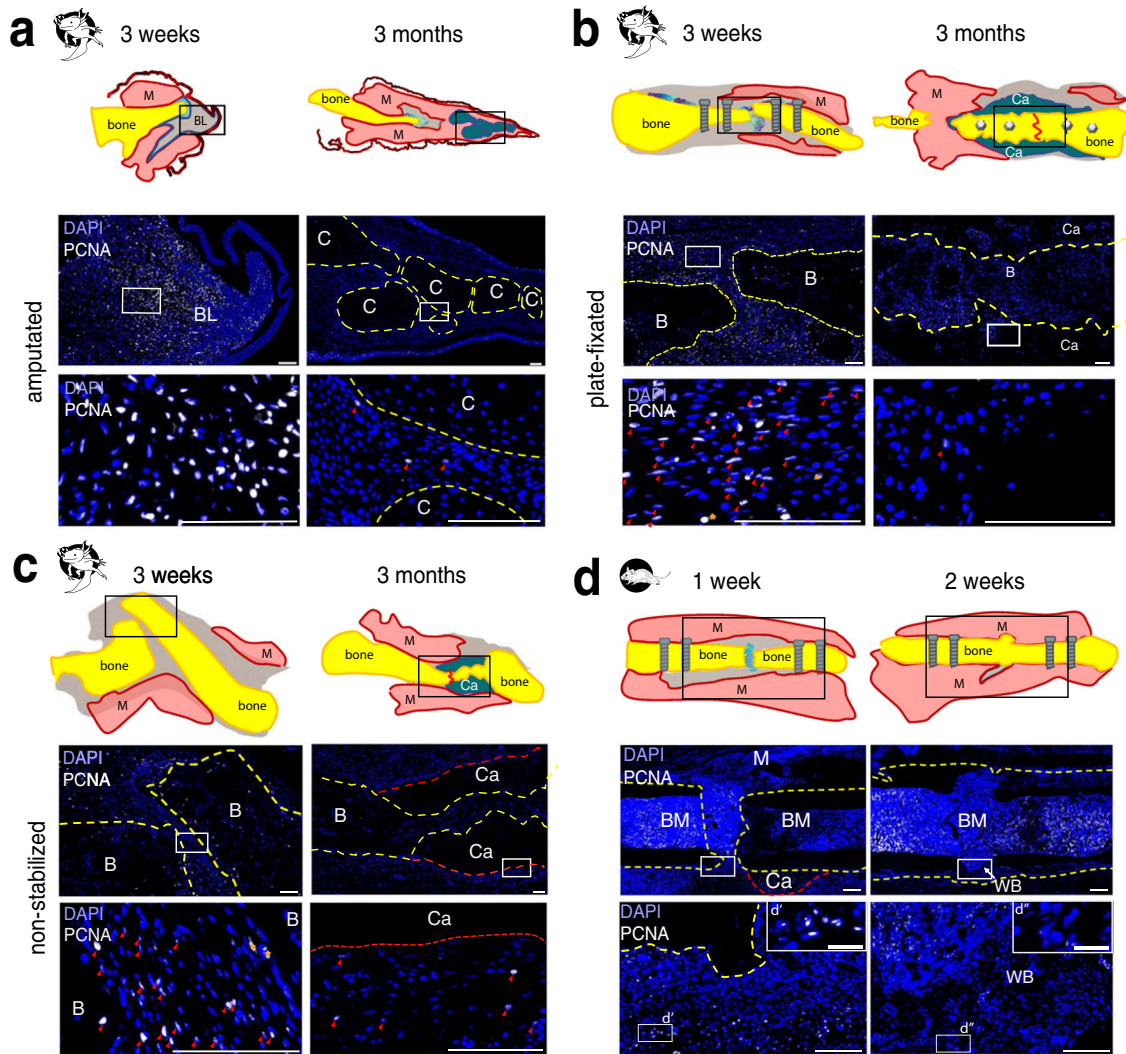 a
3 weeks
3 months
M
bone
BL
bone
M
M
amputated
DAPI
PCNA
BL
C
C
C
C
C
C
DAPI
PCNA
C
C
b
3 weeks
3 months
bone
M
bone
M
Ca
bone
Ca
bone
plate-fixated
DAPI
PCNA
B
B
Ca
B
Ca
DAPI
PCNA
c
3 weeks
3 months
bone
M
M
bone
M
bone
Ca
bone
M
non-stabilized
DAPI
PCNA
B
B
Ca
B
Ca
DAPI
PCNA
B
B
Ca
d
1 week
2 weeks
M
bone
bone
M
M
bone
M
DAPI
PCNA
M
BM
BM
Ca
BM
WB
DAPI
PCNA
d'
d'
d"
WB
d"